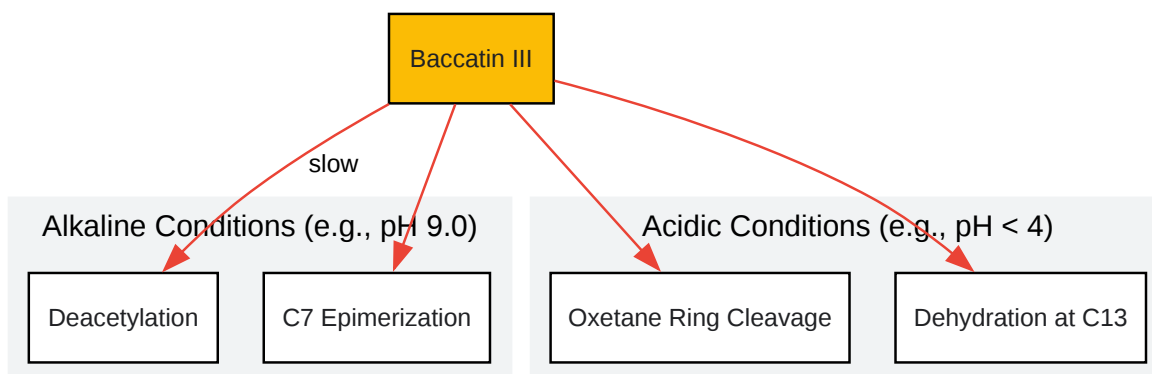 Baccatin III
slow
Alkaline Conditions (e.g., pH 9.0)
Acidic Conditions (e.g., pH < 4)
Deacetylation
C7 Epimerization
Oxetane Ring Cleavage
Dehydration at C13